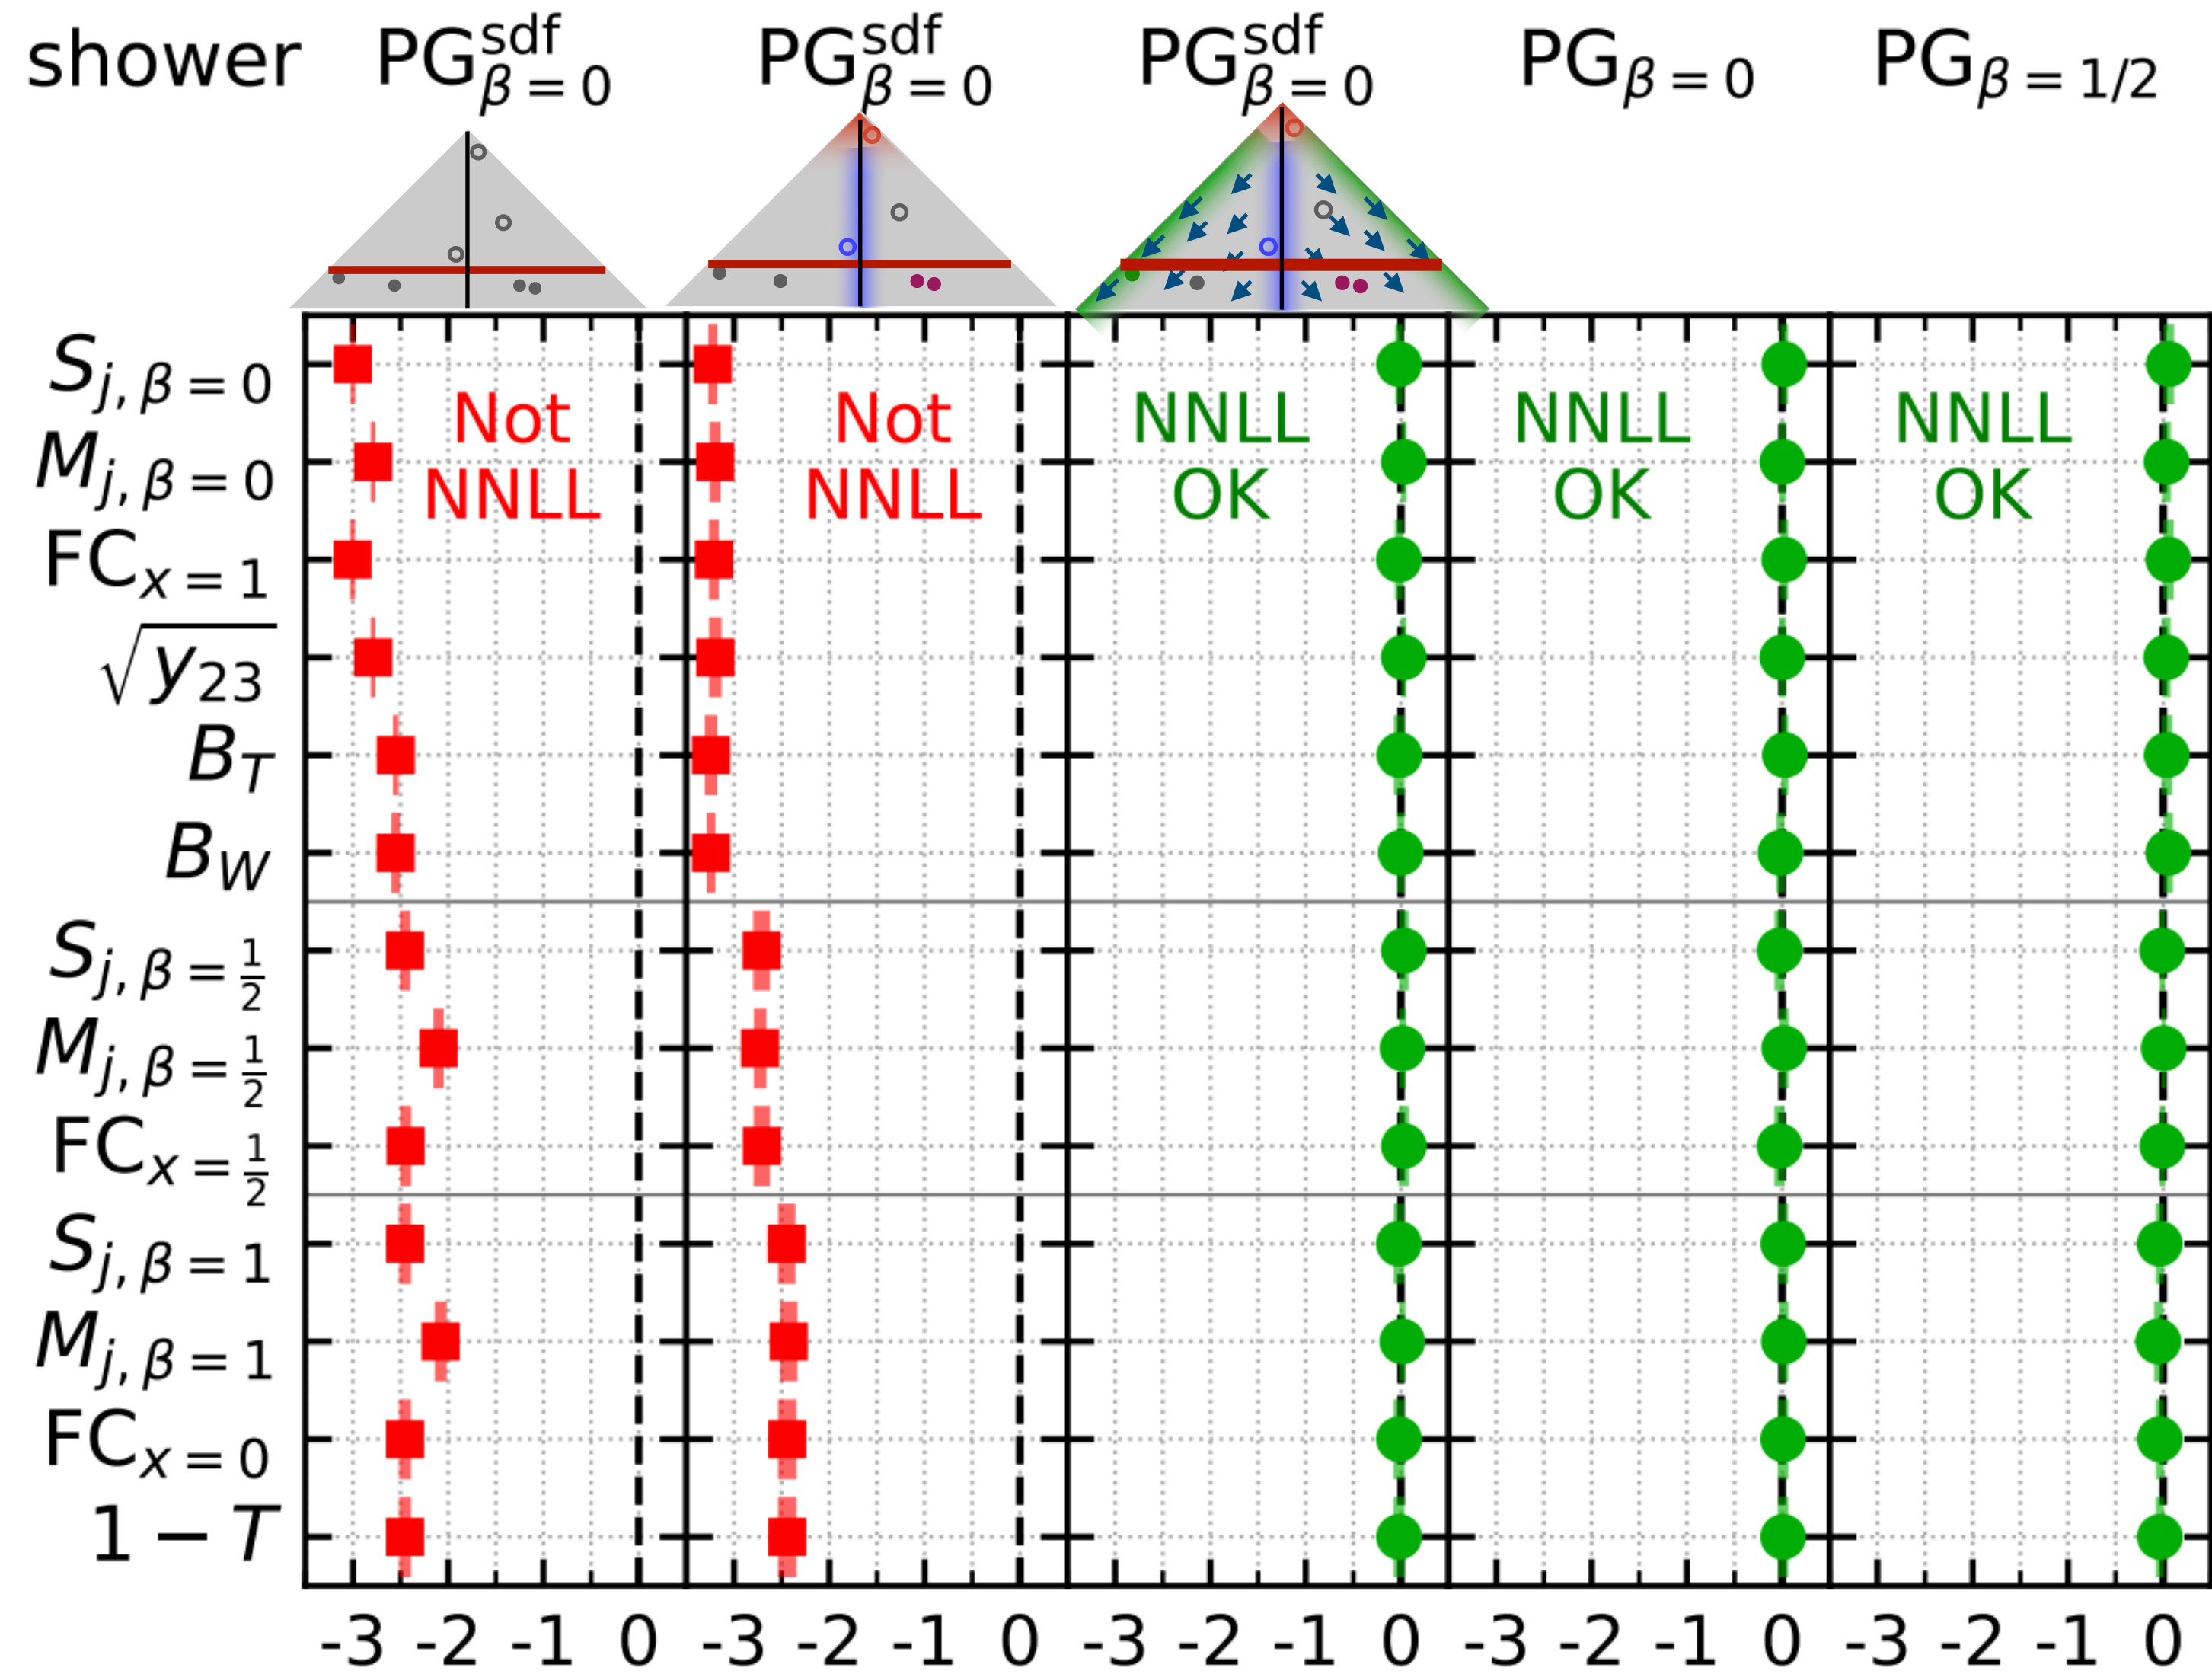 shower PG^sdf_β=0 PG^sdf_β=0 PG^sdf_β=0 PG_β=0 PG_β=1/2
S_j, β=0
Not NNLL
Not NNLL
NNLL OK
NNLL OK
NNLL OK
M_j, β=0
FC_x=1
√y_23
B_T
B_W
S_j, β=1/2
M_j, β=1/2
FC_x=1/2
S_j, β=1
M_j, β=1
FC_x=0
1 − T
-3 -2 -1 0 -3 -2 -1 0 -3 -2 -1 0 -3 -2 -1 0 -3 -2 -1 0